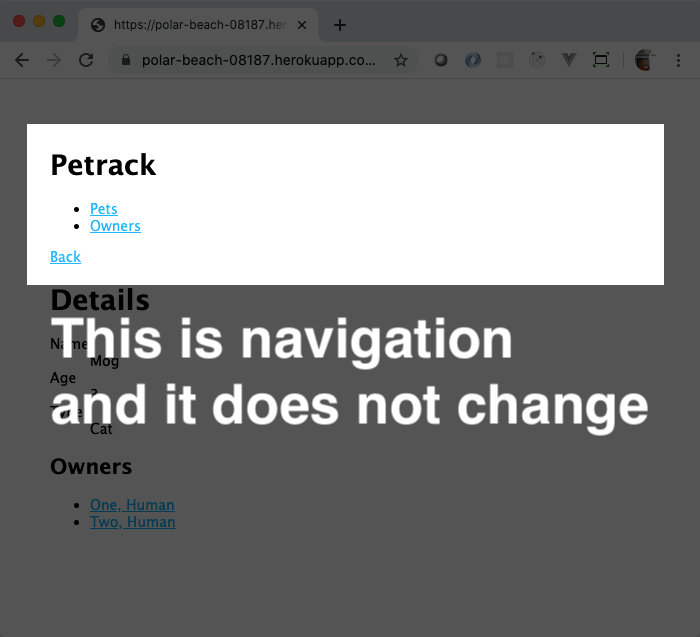 https://polar-beach-08187.her
polar-beach-08187.herokuapp.co...
Petrack
Pets
Owners
Back
Details
This is navigation
and it does not change
Name
Mog
Age
Type
Cat
Owners
One, Human
Two, Human